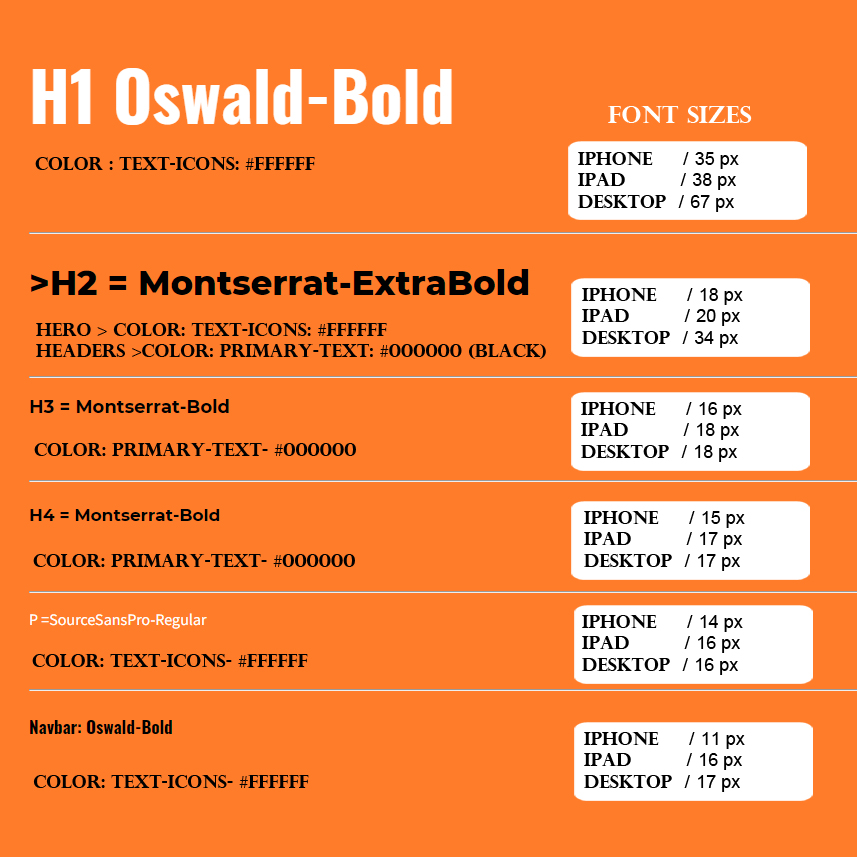 H1 Oswald-Bold
FONT SIZES
COLOR : TEXT-ICONS: #FFFFFF
IPHONE / 35 px
IPAD / 38 px
DESKTOP / 67 px
>H2 = Montserrat-ExtraBold
HERO > COLOR: TEXT-ICONS: #FFFFFF
HEADERS >COLOR: PRIMARY-TEXT: #000000 (BLACK)
IPHONE / 18 px
IPAD / 20 px
DESKTOP / 34 px
H3 = Montserrat-Bold
COLOR: PRIMARY-TEXT- #000000
IPHONE / 16 px
IPAD / 18 px
DESKTOP / 18 px
H4 = Montserrat-Bold
COLOR: PRIMARY-TEXT- #000000
IPHONE / 15 px
IPAD / 17 px
DESKTOP / 17 px
P =SourceSansPro-Regular
COLOR: TEXT-ICONS- #FFFFFF
IPHONE / 14 px
IPAD / 16 px
DESKTOP / 16 px
Navbar: Oswald-Bold
COLOR: TEXT-ICONS- #FFFFFF
IPHONE / 11 px
IPAD / 16 px
DESKTOP / 17 px